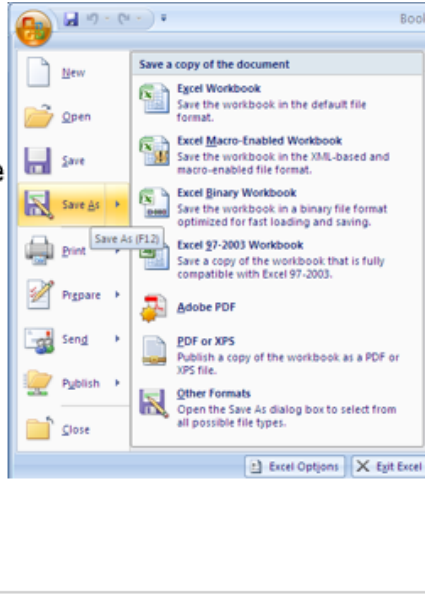 Book
New
Open
e
Save
Save As
Save As (F12)
Print
Prepare
Send
Publish
Close
Save a copy of the document
Excel Workbook
Save the workbook in the default file
format.
Excel Macro-Enabled Workbook
Save the workbook in the XML-based and
macro-enabled file format.
Excel Binary Workbook
Save the workbook in a binary file format
optimized for fast loading and saving.
Excel 97-2003 Workbook
Save a copy of the workbook that is fully
compatible with Excel 97-2003.
Adobe PDF
PDF or XPS
Publish a copy of the workbook as a PDF or
XPS file.
Other Formats
Open the Save As dialog box to select from
all possible file types.
Excel Options
Exit Excel